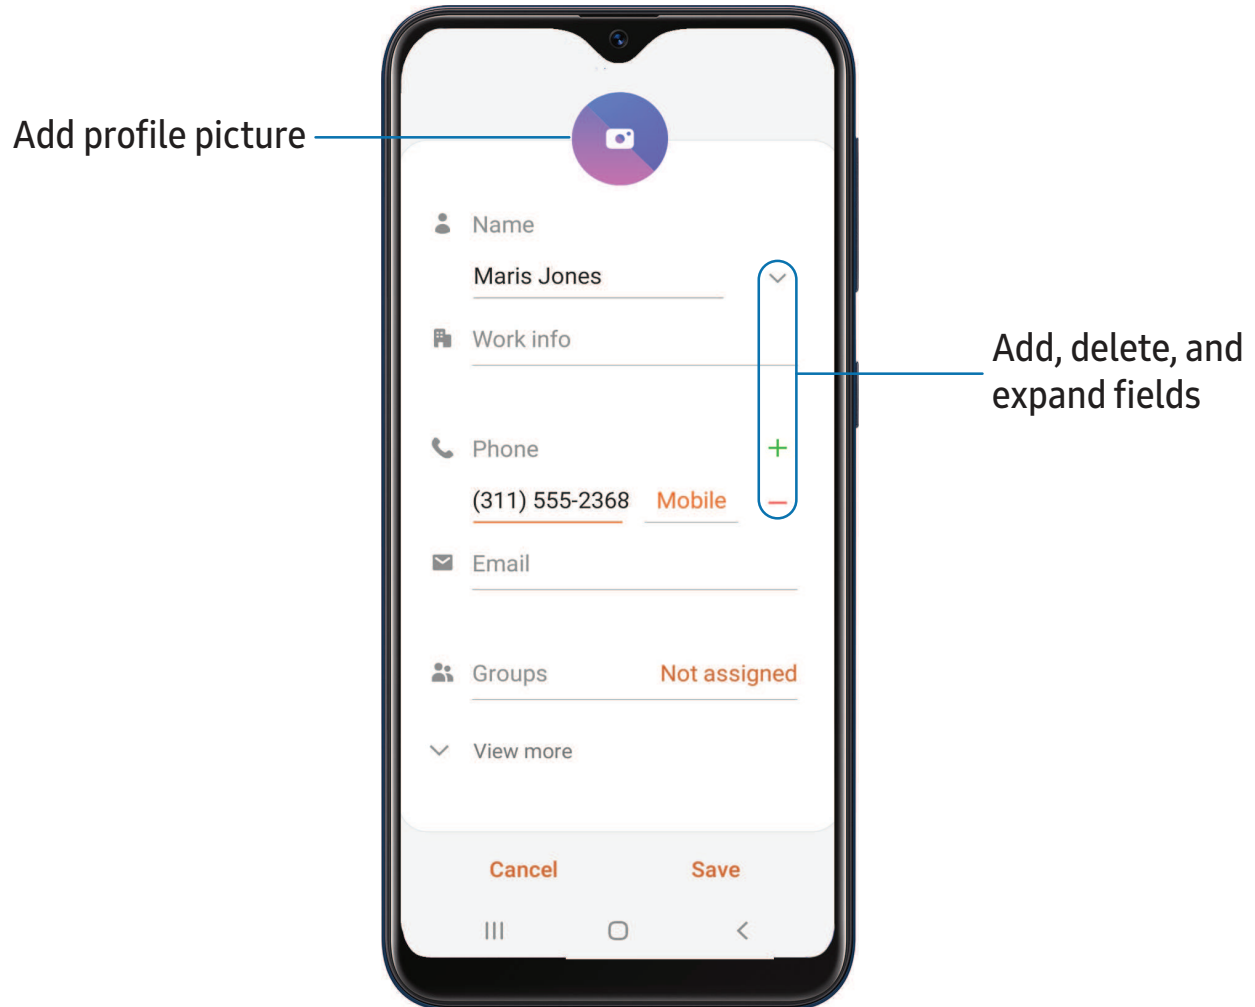 Add profile picture
Name
Maris Jones
Work info
Add, delete, and
expand fields
Phone
(311) 555-2368 Mobile
Email
Groups Not assigned
View more
Cancel Save